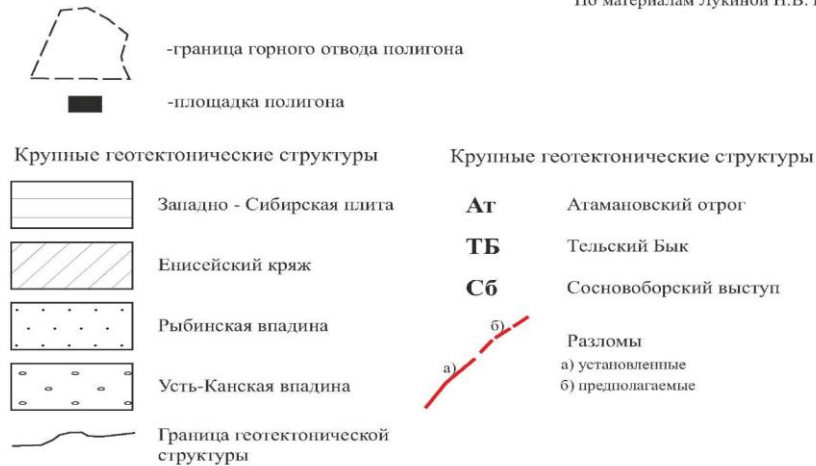 По материалам Лукиной Н.В.
-граница горного отвода полигона
-площадка полигона
Крупные геотектонические структуры
Западно - Сибирская плита
Енисейский кряж
Рыбинская впадина
Усть-Канская впадина
Граница геотектонической
структуры
Крупные геотектонические структуры
Ат Атамановский отрог
ТБ Тельский Бык
Сб Сосновоборский выступ
а)
б)
Разломы
а) установленные
б) предполагаемые